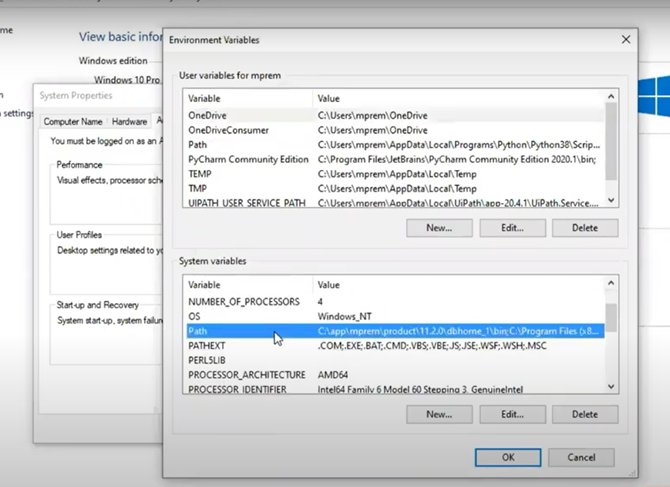 me
View basic infor
Windows edition
Windows 10 Pro
m settings
System Properties
Computer Name
Hardware
A
You must be logged on as an A
Performance
Visual effects, processor sche
User Profiles
Desktop settings related to yo
Start-up and Recovery
System start-up, system failure
Environment Variables
User variables for mprem
Variable Value
OneDrive C:\Users\mprem\OneDrive
OneDriveConsumer C:\Users\mprem\OneDrive
Path C:\Users\mprem\AppData\Local\Programs\Python\Python38\Scrip...
PyCharm Community Edition C:\Program Files\JetBrains\PyCharm Community Edition 2020.1\bin;
TEMP C:\Users\mprem\AppData\Local\Temp
TMP C:\Users\mprem\AppData\Local\Temp
UIPATH_USER_SERVICE_PATH C:\Users\mprem\AppData\Local\UiPath\app-20.4.1\UiPath.Service....
New... Edit... Delete
System variables
Variable Value
NUMBER_OF_PROCESSORS 4
OS Windows_NT
Path C:\app\mprem\product\11.2.0\dbhome_1\bin;C:\Program Files (x8...
PATHEXT .COM;.EXE;.BAT;.CMD;.VBS;.VBE;.JS;.JSE;.WSF;.WSH;.MSC
PERL5LIB
PROCESSOR_ARCHITECTURE AMD64
PROCESSOR_IDENTIFIER Intel64 Family 6 Model 60 Stepping 3, GenuineIntel
New... Edit... Delete
OK Cancel